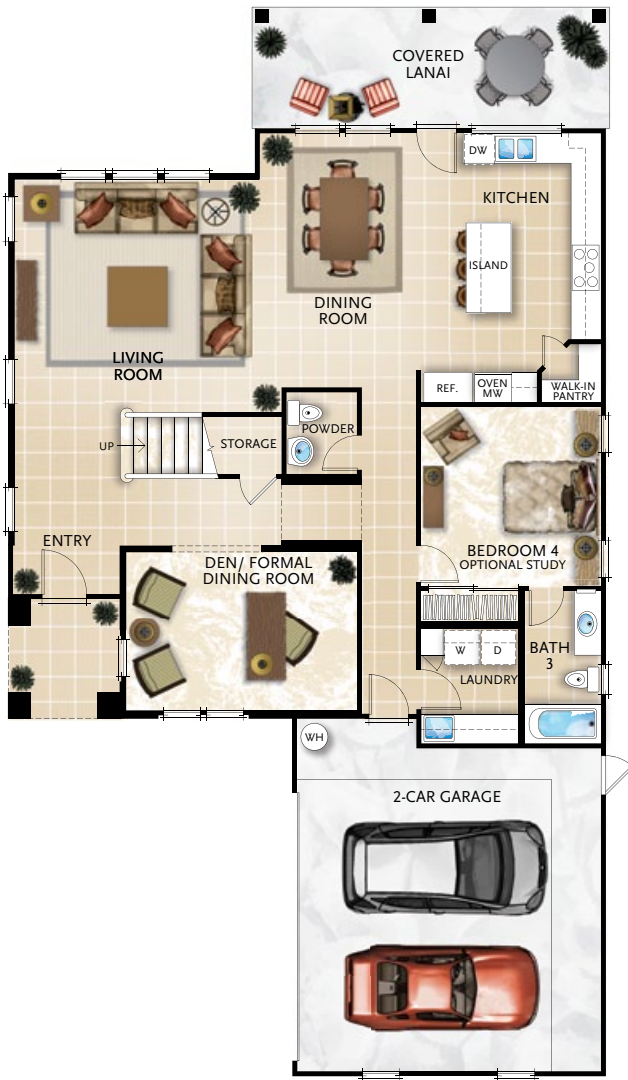 COVERED
LANAI
DW
KITCHEN
ISLAND
DINING
ROOM
LIVING
ROOM
REF.
OVEN
MW
WALK-IN
PANTRY
POWDER
UP
STORAGE
ENTRY
BEDROOM 4
OPTIONAL STUDY
DEN/ FORMAL
DINING ROOM
BATH
3
W
D
LAUNDRY
WH
2-CAR GARAGE